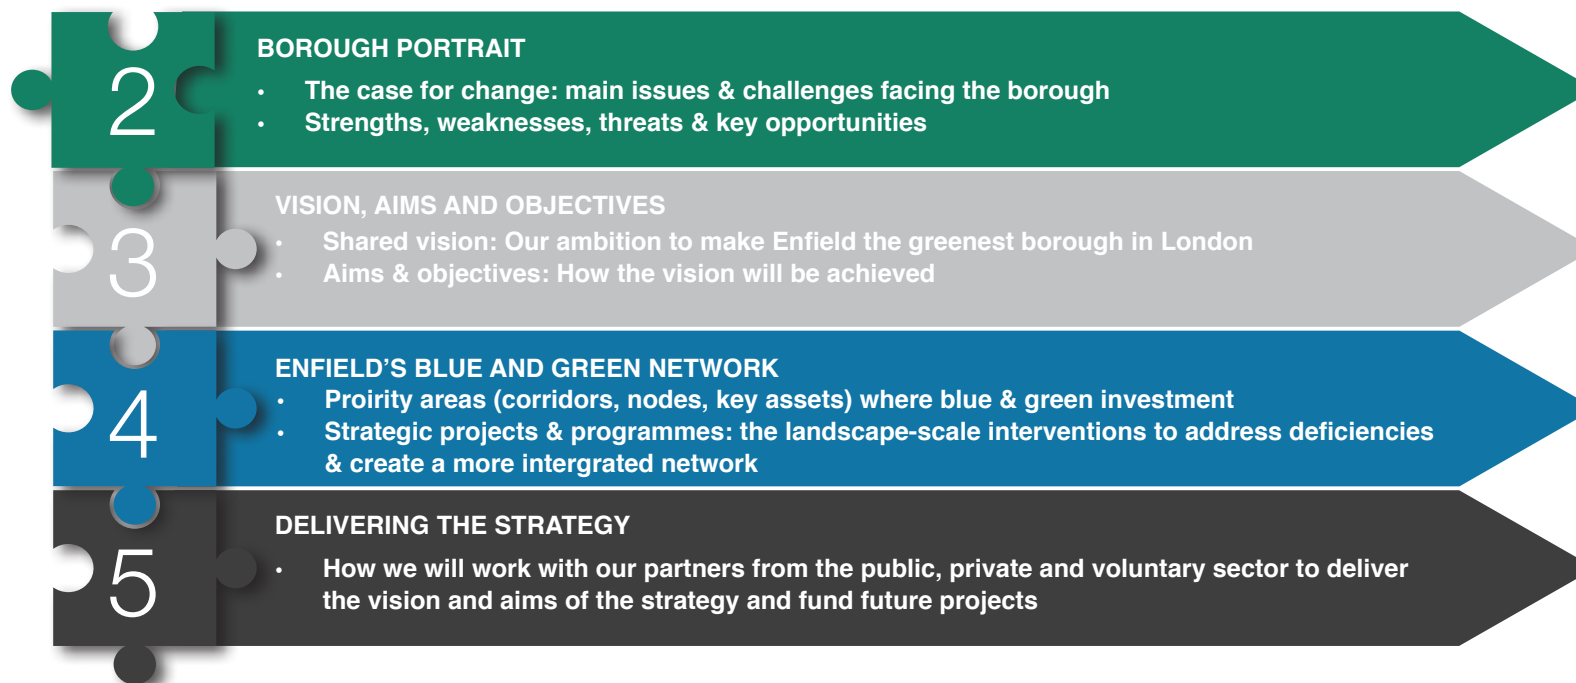 2
BOROUGH PORTRAIT
• The case for change: main issues & challenges facing the borough
• Strengths, weaknesses, threats & key opportunities
3
VISION, AIMS AND OBJECTIVES
• Shared vision: Our ambition to make Enfield the greenest borough in London
• Aims & objectives: How the vision will be achieved
4
ENFIELD’S BLUE AND GREEN NETWORK
• Proirity areas (corridors, nodes, key assets) where blue & green investment
• Strategic projects & programmes: the landscape-scale interventions to address deficiencies
& create a more intergrated network
5
DELIVERING THE STRATEGY
• How we will work with our partners from the public, private and voluntary sector to deliver
the vision and aims of the strategy and fund future projects